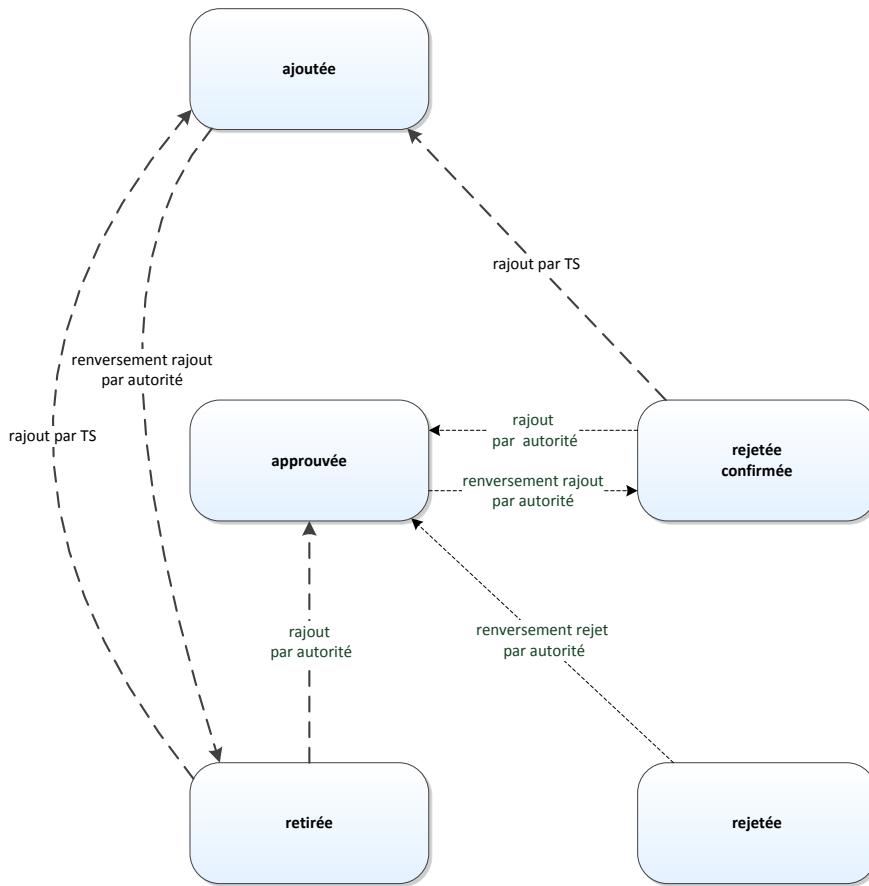 ajoutée
rajout par TS
renversement rajout
par autorité
rajout par TS
approuvée
rajout
par autorité
renversement rajout
par autorité
rejetée
confirmée
rajout
par autorité
renversement rejet
par autorité
retirée
rejetée